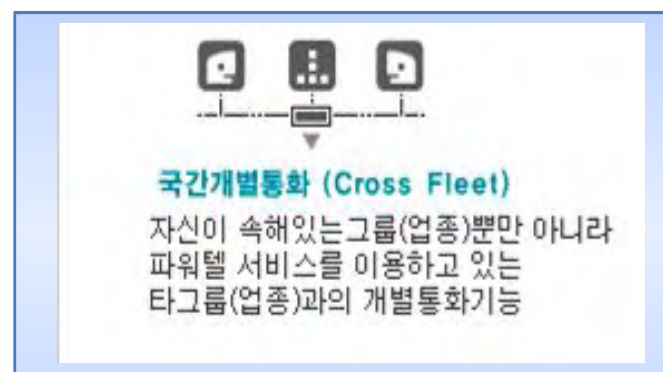 국간개별통화 (Cross Fleet)
자신이 속해있는그룹(업종)뿐만 아니라
파워텔 서비스를 이용하고 있는
타그룹(업종)과의 개별통화기능